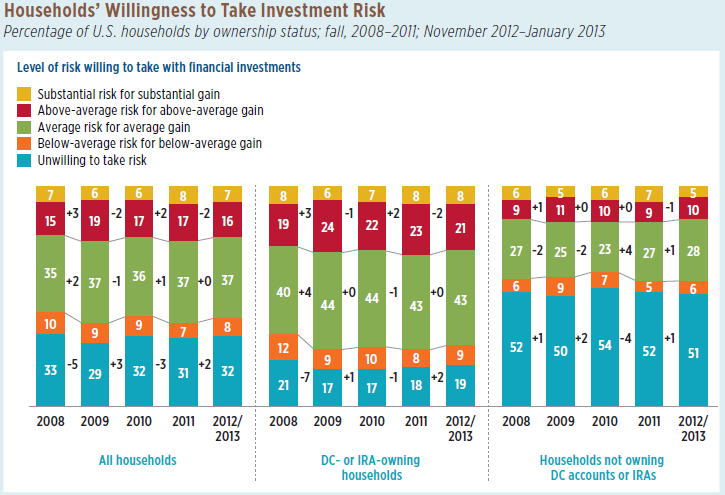 Households' Willingness to Take Investment Risk
Percentage of U.S. households by ownership status; fall, 2008–2011; November 2012–January 2013
Level of risk willing to take with financial investments
Substantial risk for substantial gain
Above-average risk for above-average gain
Average risk for average gain
Below-average risk for below-average gain
Unwilling to take risk
7 6 6 8 7
15 +3 19 -2 17 +2 17 -2 16
35 +2 37 -1 36 +1 37 +0 37
10 9 9 7 8
33 -5 29 +3 32 -3 31 +2 32
2008 2009 2010 2011 2012/
2013
All households
8 6 7 8 8
19 +3 24 -1 22 +2 23 -2 21
40 +4 44 +0 44 -1 43 +0 43
12 9 10 8 9
21 -7 17 +1 17 -1 18 +2 19
2008 2009 2010 2011 2012/
2013
DC- or IRA-owning
households
6 5 6 7 5
9 +1 11 +0 10 +0 9 -1 10
27 -2 25 -2 23 +4 27 +1 28
6 9 7 5 6
52 +1 50 +2 54 -4 52 +1 51
2008 2009 2010 2011 2012/
2013
Households not owning
DC accounts or IRAs